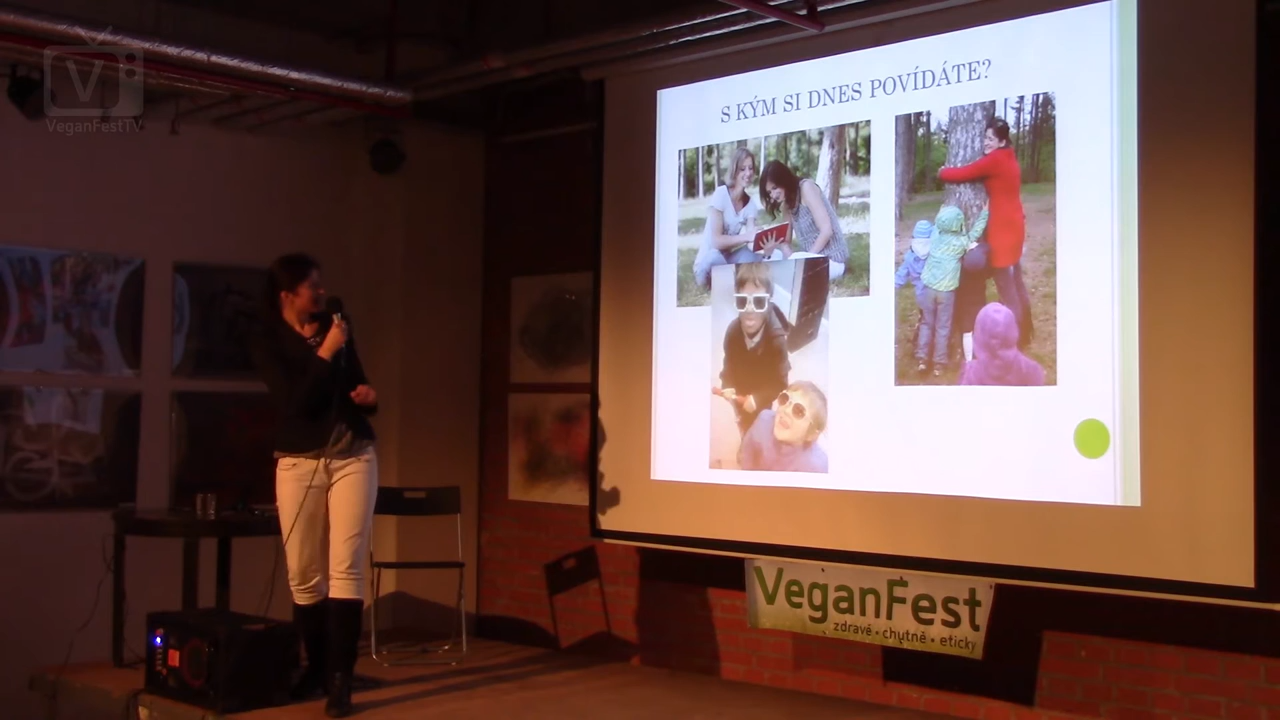 V
VeganFestTV
S KÝM SI DNES POVÍDÁTE?
VeganFest
zdravě • chutně • eticky